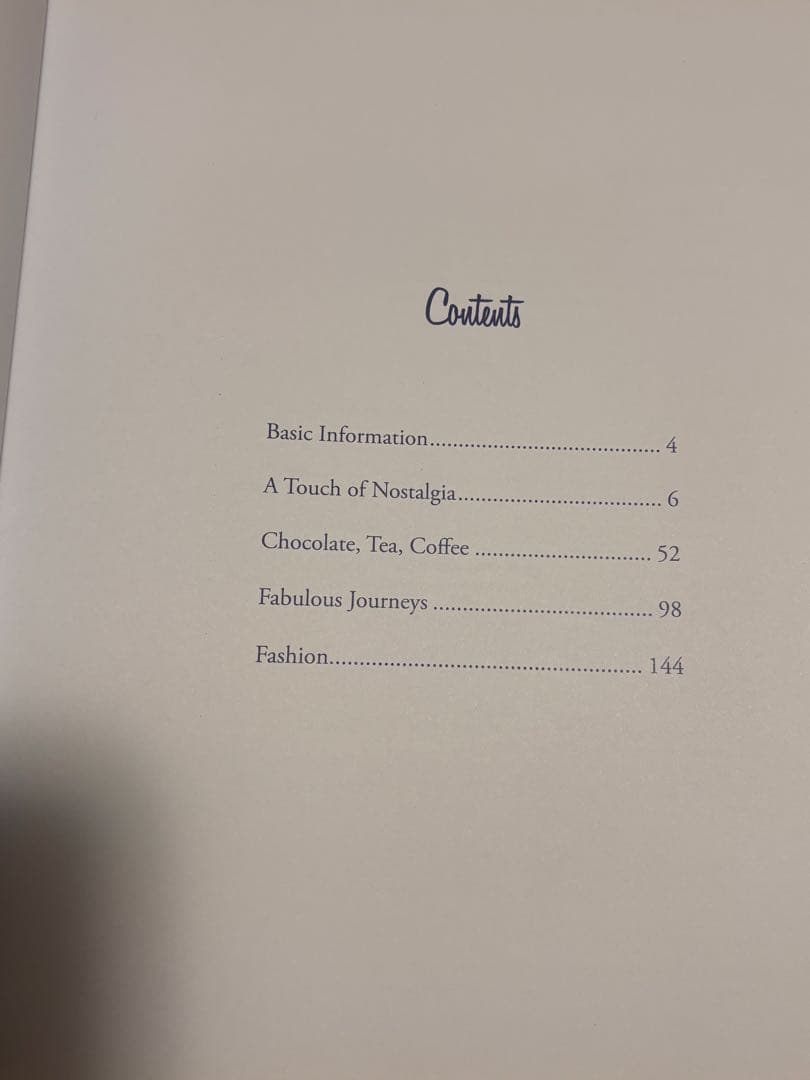 Contents
Basic Information....................................... 4
A Touch of Nostalgia.................................. 6
Chocolate, Tea, Coffee .............................. 52
Fabulous Journeys ..................................... 98
Fashion..................................................... 144